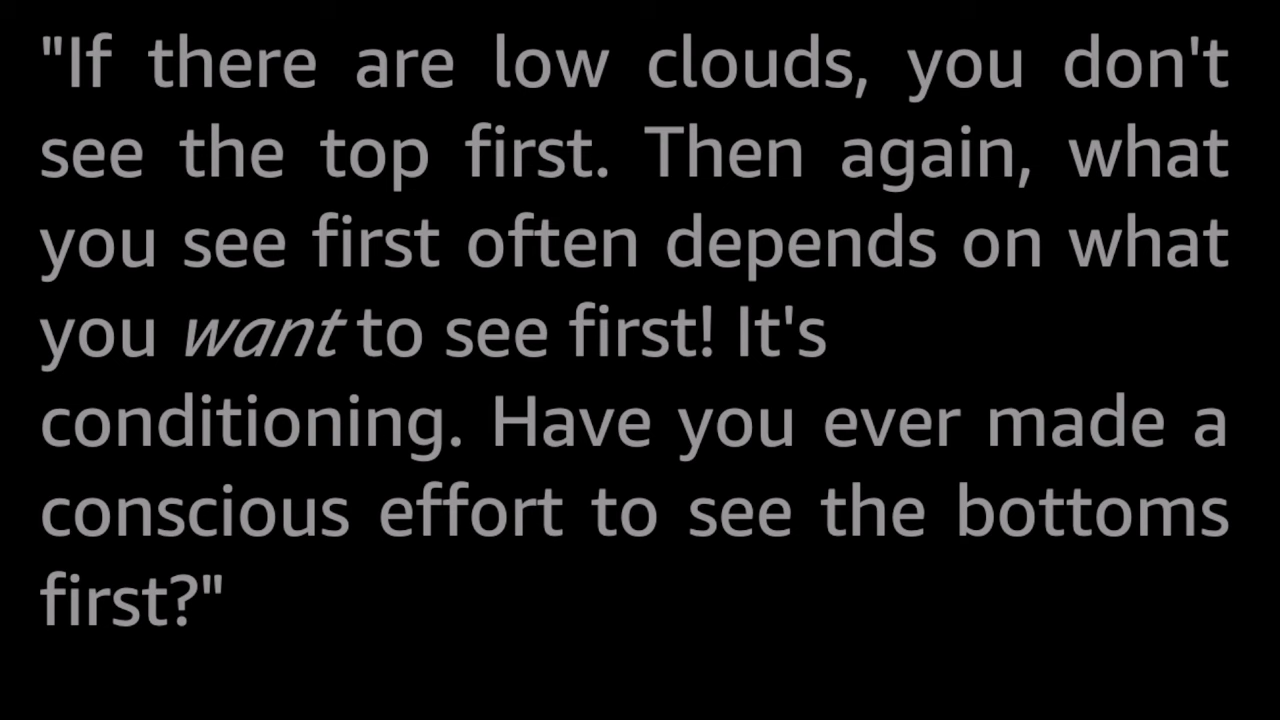 "If there are low clouds, you don't
see the top first. Then again, what
you see first often depends on what
you want to see first! It's
conditioning. Have you ever made a
conscious effort to see the bottoms
first?"